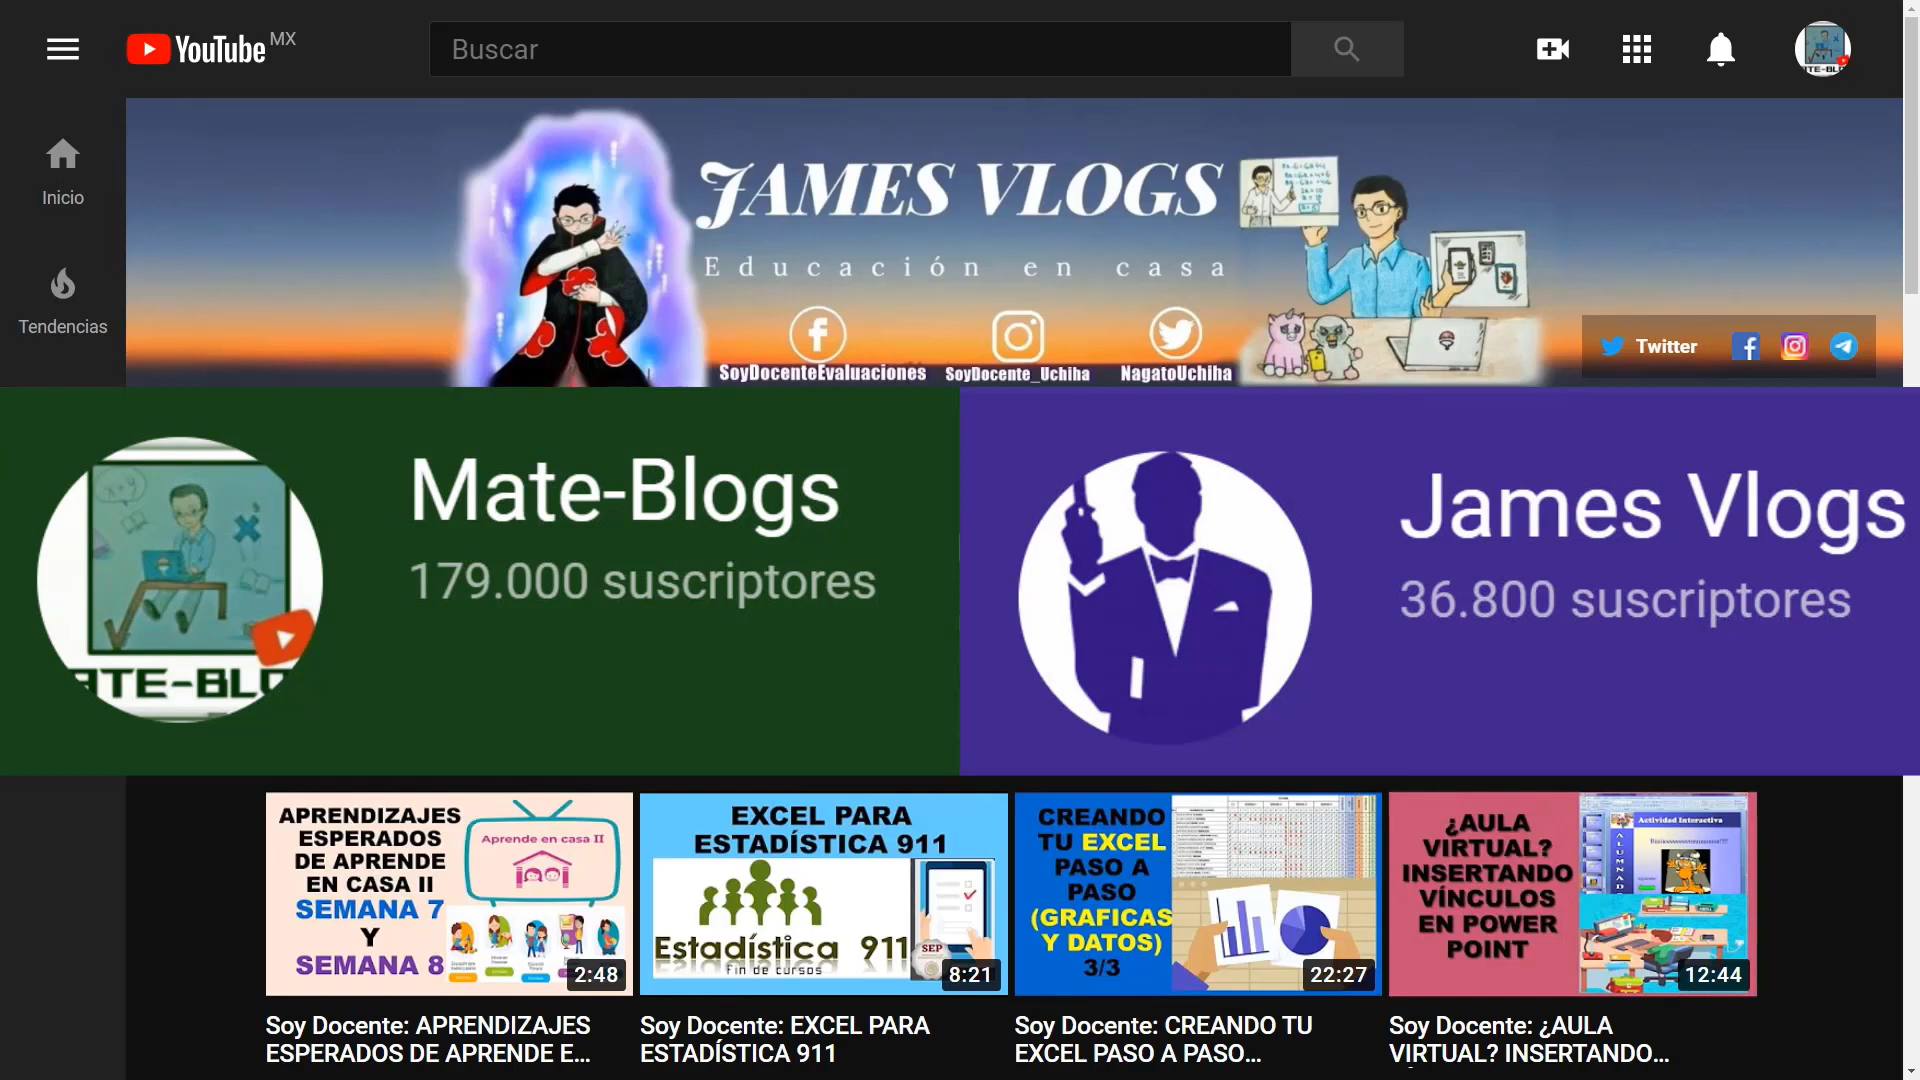 YouTube MX
Buscar
Inicio
Tendencias
JAMES VLOGS
Educación en casa
SoyDocenteEvaluaciones
SoyDocente_Uchiha
NagatoUchiha
Twitter
Mate-Blogs
179.000 suscriptores
James Vlogs
36.800 suscriptores
APRENDIZAJES
ESPERADOS
DE APRENDE
EN CASA II
SEMANA 7
Y
SEMANA 8
Aprende en casa II
2:48
EXCEL PARA
ESTADÍSTICA 911
Estadística 911
Fin de cursos
SEP
8:21
CREANDO
TU EXCEL
PASO A
PASO
(GRAFICAS
Y DATOS)
3/3
22:27
¿AULA
VIRTUAL?
INSERTANDO
VÍNCULOS
EN POWER
POINT
Actividad Interactiva
ALUMNAD
12:44
Soy Docente: APRENDIZAJES
ESPERADOS DE APRENDE E...
Soy Docente: EXCEL PARA
ESTADÍSTICA 911
Soy Docente: CREANDO TU
EXCEL PASO A PASO...
Soy Docente: ¿AULA
VIRTUAL? INSERTANDO...